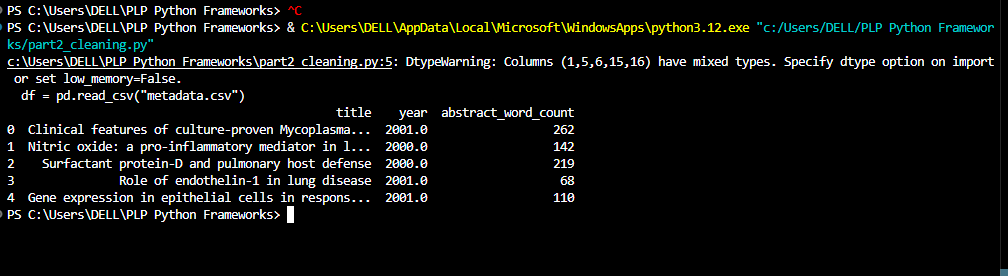 PS C:\Users\DELL\PLP Python Frameworks> ^C
PS C:\Users\DELL\PLP Python Frameworks> & C:\Users\DELL\AppData\Local\Microsoft\WindowsApps\python3.12.exe "c:/Users/DELL/PLP Python Framewor
ks/part2_cleaning.py"
c:\Users\DELL\PLP Python Frameworks\part2_cleaning.py:5: DtypeWarning: Columns (1,5,6,15,16) have mixed types. Specify dtype option on import
 or set low_memory=False.
  df = pd.read_csv("metadata.csv")
                                               title    year  abstract_word_count
0  Clinical features of culture-proven Mycoplasma...  2001.0                  262
1  Nitric oxide: a pro-inflammatory mediator in l...  2000.0                  142
2    Surfactant protein-D and pulmonary host defense  2000.0                  219
3               Role of endothelin-1 in lung disease  2001.0                   68
4  Gene expression in epithelial cells in respons...  2001.0                  110
PS C:\Users\DELL\PLP Python Frameworks>